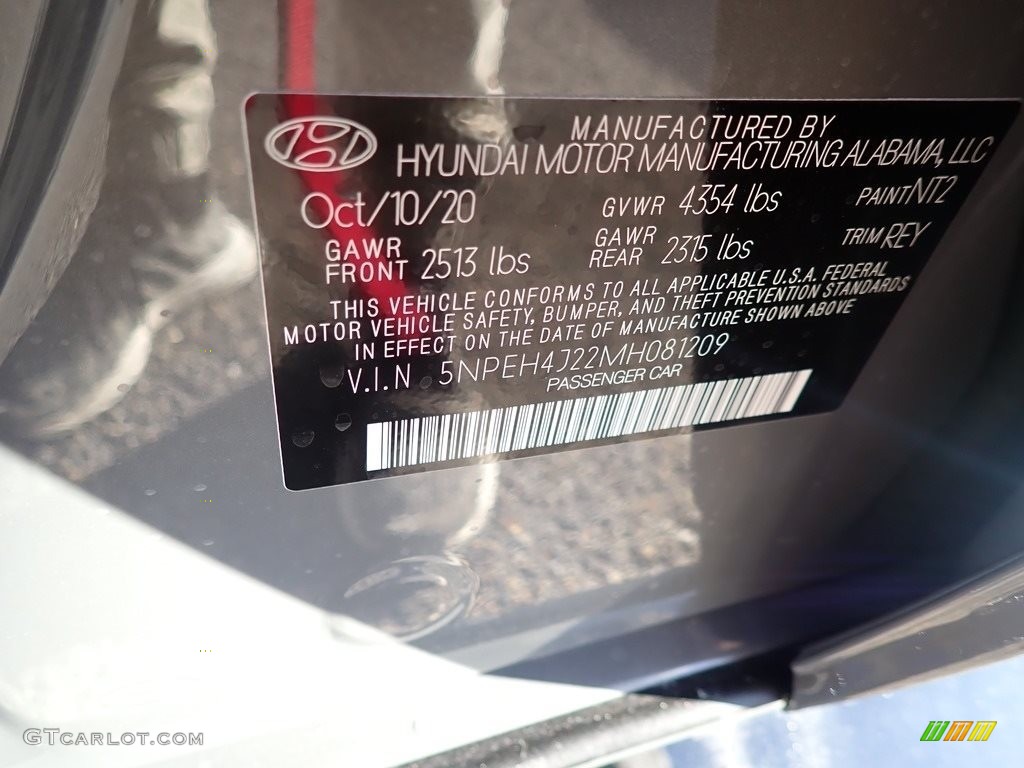 MANUFACTURED BY
HYUNDAI MOTOR MANUFACTURING ALABAMA, LLC
Oct/10/20 GVWR 4354 lbs PAINT NT2
GAWR FRONT 2513 lbs GAWR REAR 2315 lbs TRIM REY
THIS VEHICLE CONFORMS TO ALL APPLICABLE U.S.A. FEDERAL
MOTOR VEHICLE SAFETY, BUMPER, AND THEFT PREVENTION STANDARDS
IN EFFECT ON THE DATE OF MANUFACTURE SHOWN ABOVE
V.I.N 5NPEH4J22MH081209
PASSENGER CAR
GTCARLOT.COM